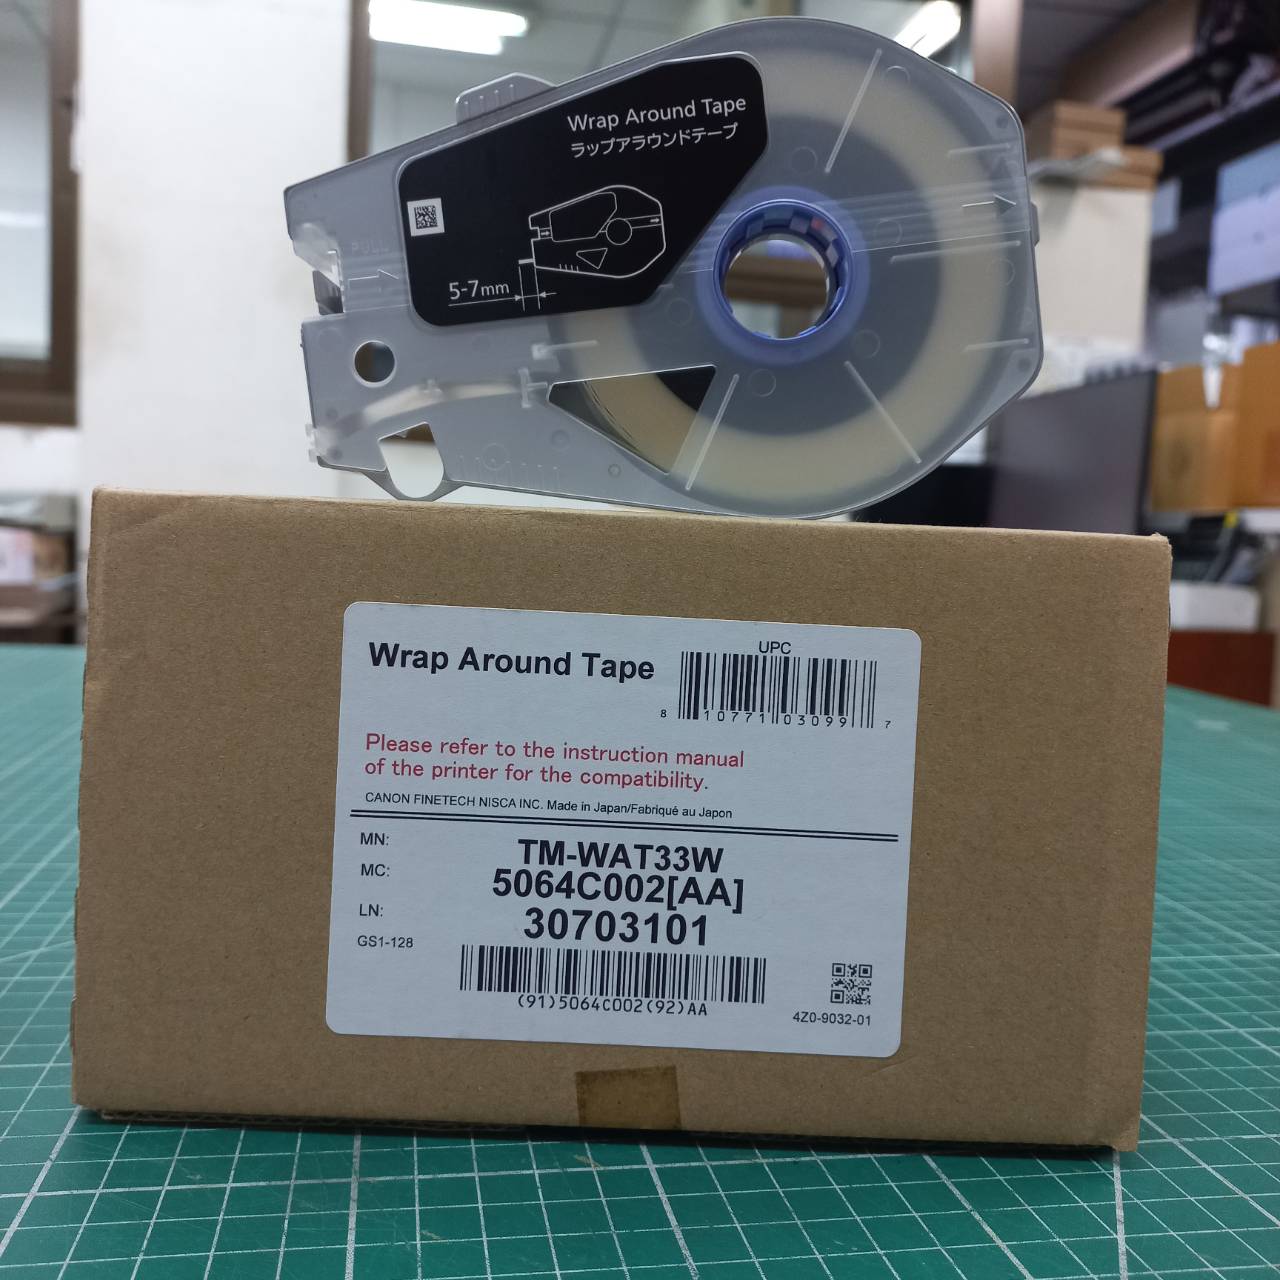 Wrap Around Tape
ラップアラウンドテープ
PULL
5-7mm
Wrap Around Tape
UPC
8 10771 03099 7
Please refer to the instruction manual
of the printer for the compatibility.
CANON FINETECH NISCA INC. Made in Japan/Fabriqué au Japon
MN: TM-WAT33W
MC: 5064C002[AA]
LN: 30703101
GS1-128
(91)5064C002(92)AA
4Z0-9032-01